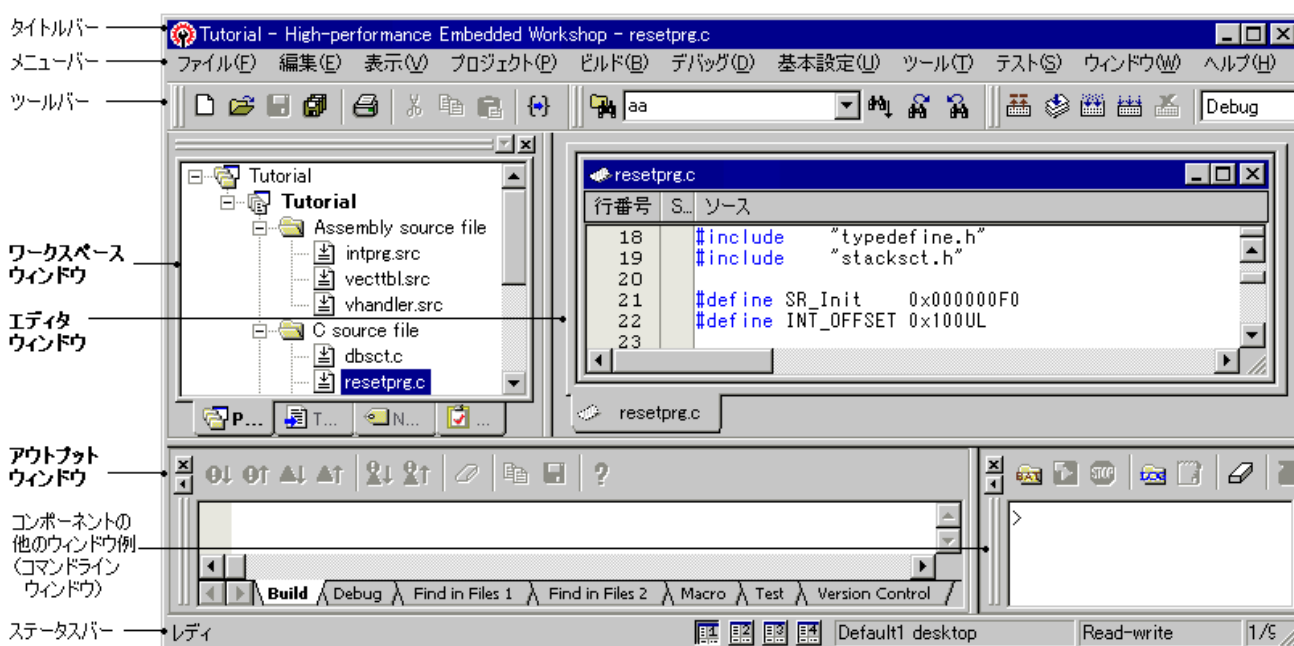 タイトルバー
Tutorial - High-performance Embedded Workshop - resetprg.c
メニューバー
ファイル(F) 編集(E) 表示(V) プロジェクト(P) ビルド(B) デバッグ(D) 基本設定(U) ツール(T) テスト(S) ウィンドウ(W) ヘルプ(H)
ツールバー
aa
Debug
ワークスペース
ウィンドウ
Tutorial
Tutorial
Assembly source file
intprg.src
vecttbl.src
vhandler.src
C source file
dbsct.c
resetprg.c
P...
T...
N...
...
エディタ
ウィンドウ
resetprg.c
行番号 S... ソース
18 #include "typedefine.h"
19 #include "stacksct.h"
20
21 #define SR_Init 0x000000F0
22 #define INT_OFFSET 0x100UL
23
resetprg.c
アウトプット
ウィンドウ
STOP
BAT
LOG
コンポーネントの
他のウィンドウ例
(コマンドライン
ウィンドウ)
>
Build Debug Find in Files 1 Find in Files 2 Macro Test Version Control
ステータスバー
レディ
1 2 3 4
Default1 desktop
Read-write